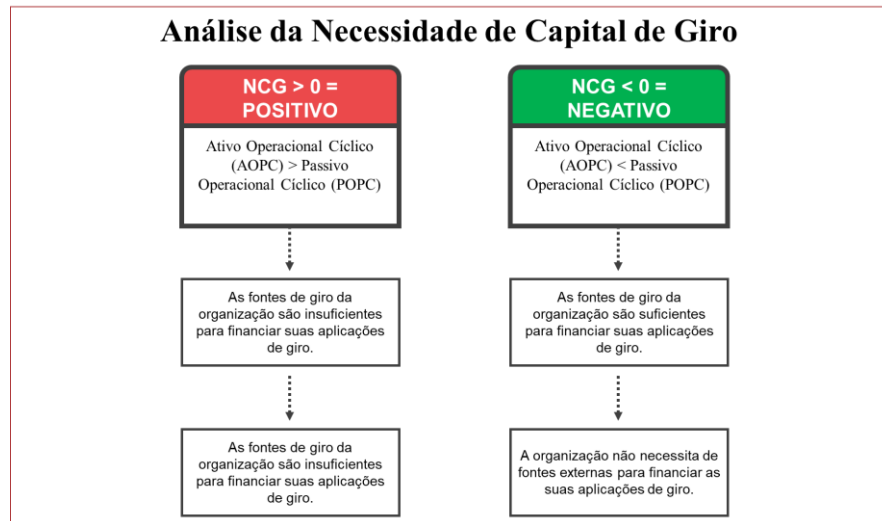 Análise da Necessidade de Capital de Giro
NCG > 0 =
POSITIVO
Ativo Operacional Cíclico
(AOPC) > Passivo
Operacional Cíclico (POPC)
As fontes de giro da
organização são insuficientes
para financiar suas aplicações
de giro.
As fontes de giro da
organização são insuficientes
para financiar suas aplicações
de giro.
NCG < 0 =
NEGATIVO
Ativo Operacional Cíclico
(AOPC) < Passivo
Operacional Cíclico (POPC)
As fontes de giro da
organização são suficientes
para financiar suas aplicações
de giro.
A organização não necessita de
fontes externas para financiar as
suas aplicações de giro.